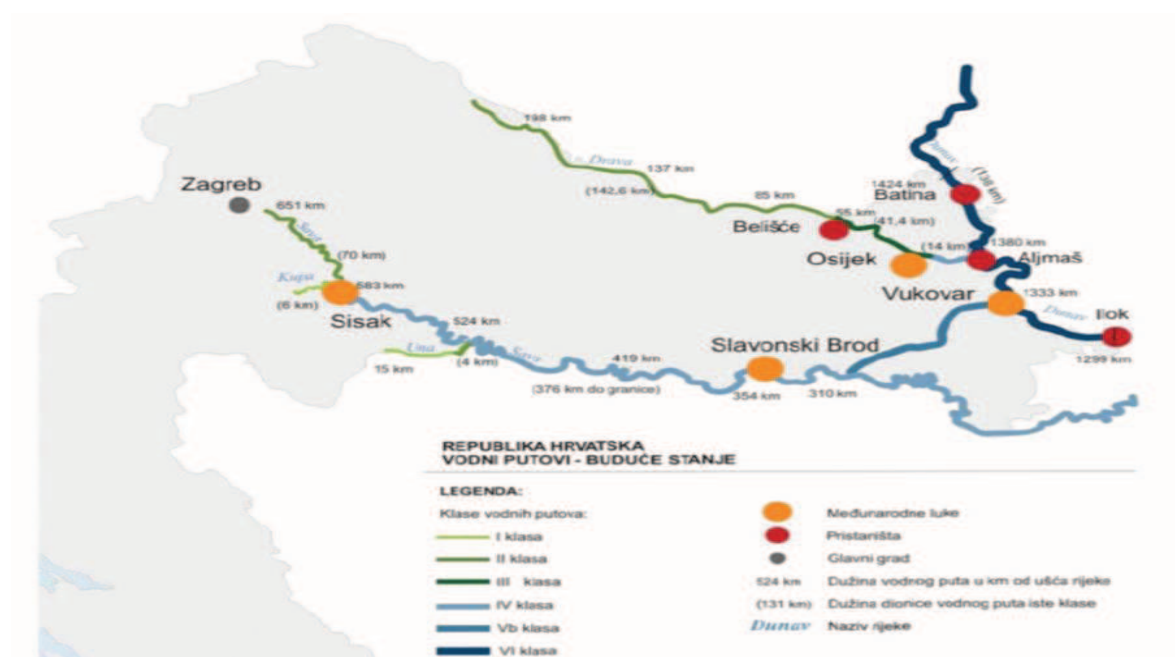 198 km
Drava
137 km
(142,6 km)
85 km
Dunav
(138 km)
1424 km
Batina
55 km
(41,4 km)
Belišće
Osijek
(14 km)
1380 km
Aljmaš
Zagreb
651 km
Sava
(70 km)
Kupa
(6 km)
583 km
Sisak
Vukovar
1333 km
Dunav
Ilok
1299 km
524 km
Una
15 km
(4 km)
Sava
419 km
(376 km do granice)
Slavonski Brod
354 km
310 km
REPUBLIKA HRVATSKA
VODNI PUTOVI - BUDUĆE STANJE
LEGENDA:
Klase vodnih putova:
I klasa
II klasa
III klasa
IV klasa
Vb klasa
VI klasa
Međunarodne luke
Pristaništa
Glavni grad
524 km Dužina vodnog puta u km od ušća rijeke
(131 km) Dužina dionice vodnog puta iste klase
Dunav Naziv rijeke